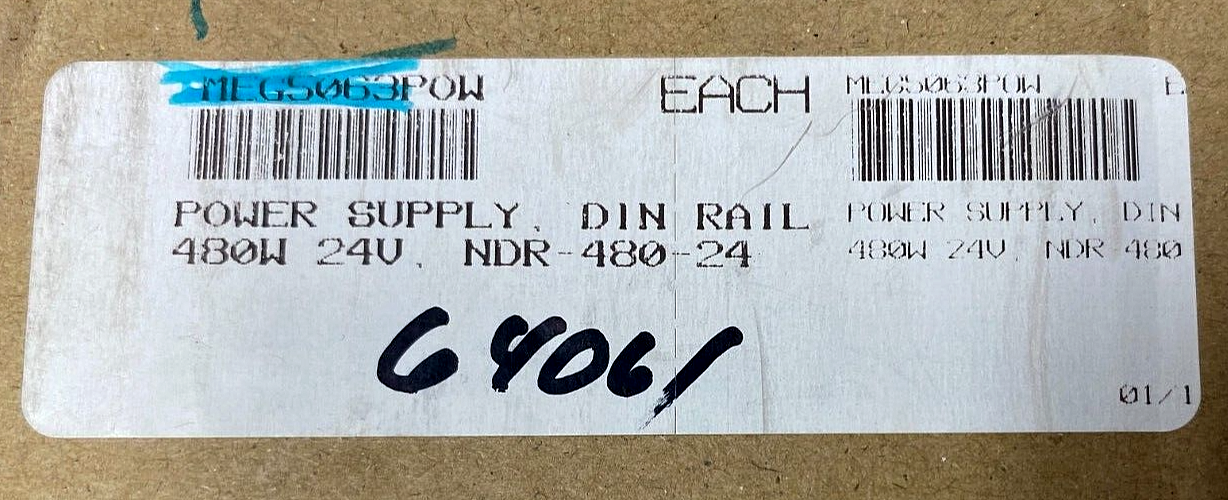 MEG5063POW EACH MEG5063POW E
POWER SUPPLY, DIN RAIL POWER SUPPLY, DIN
480W 24V, NDR-480-24 480W 24V, NDR 480
64061
01/1